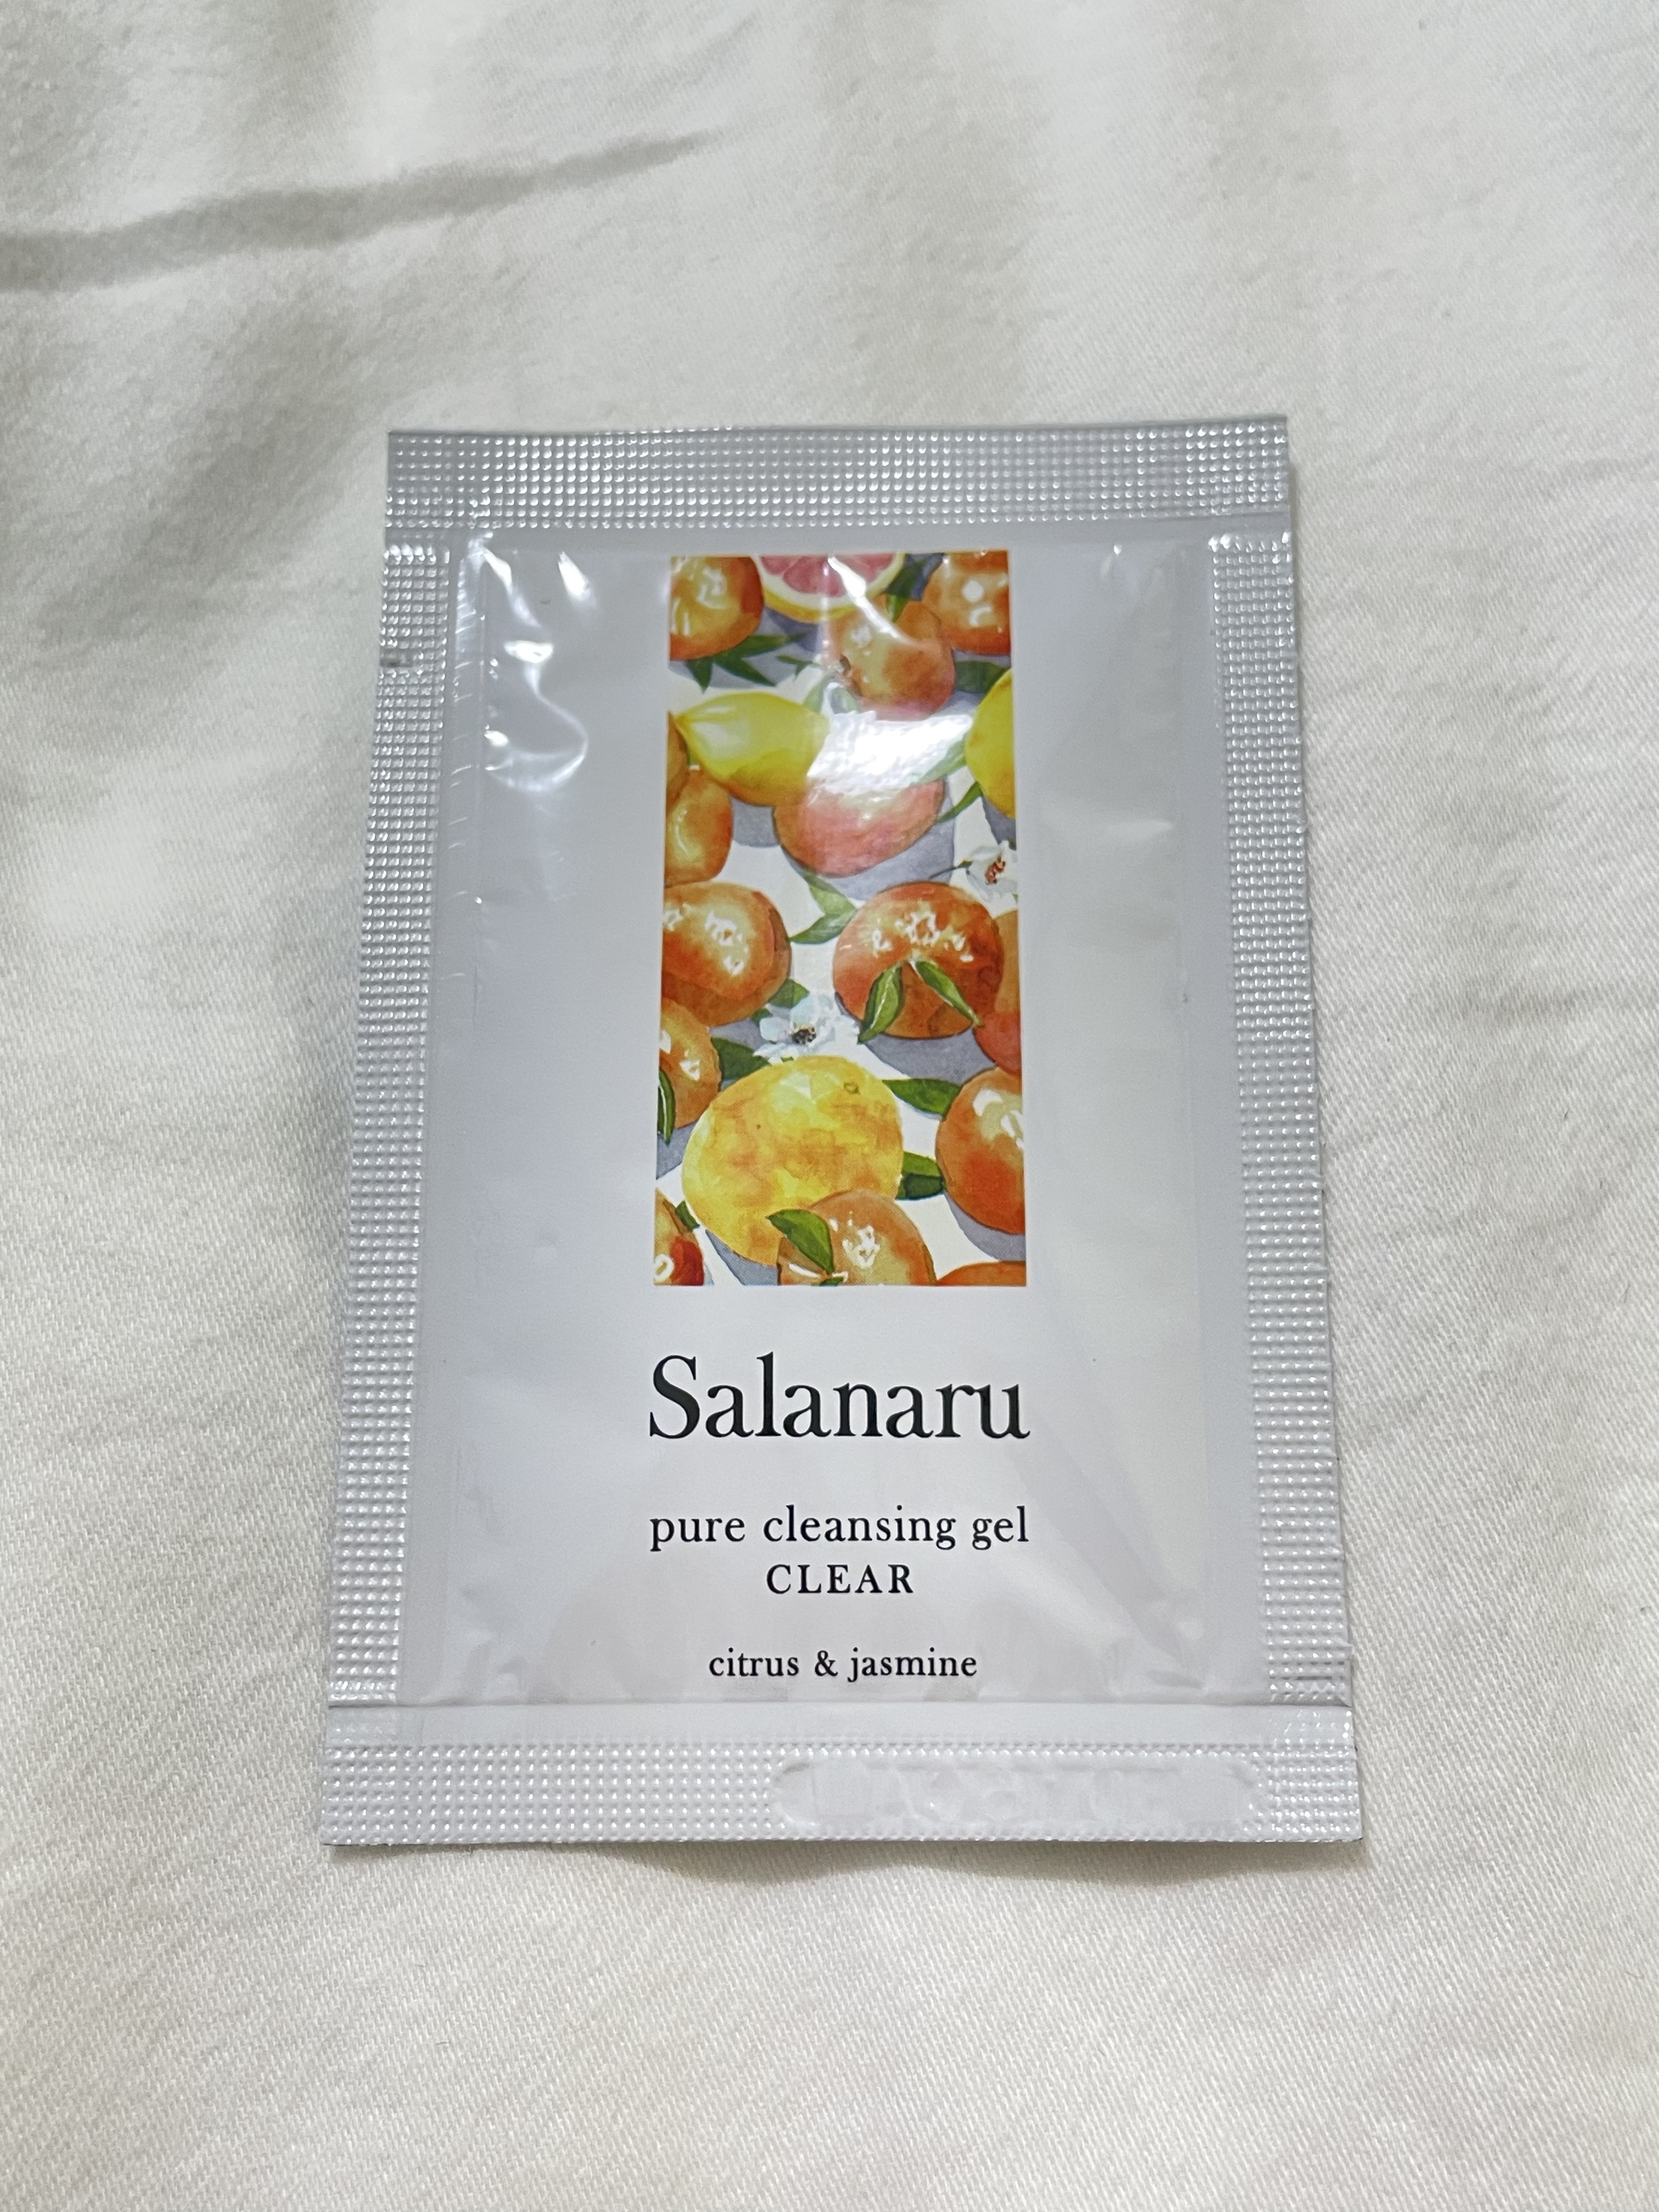 Salanaru
pure cleansing gel
CLEAR
citrus & jasmine